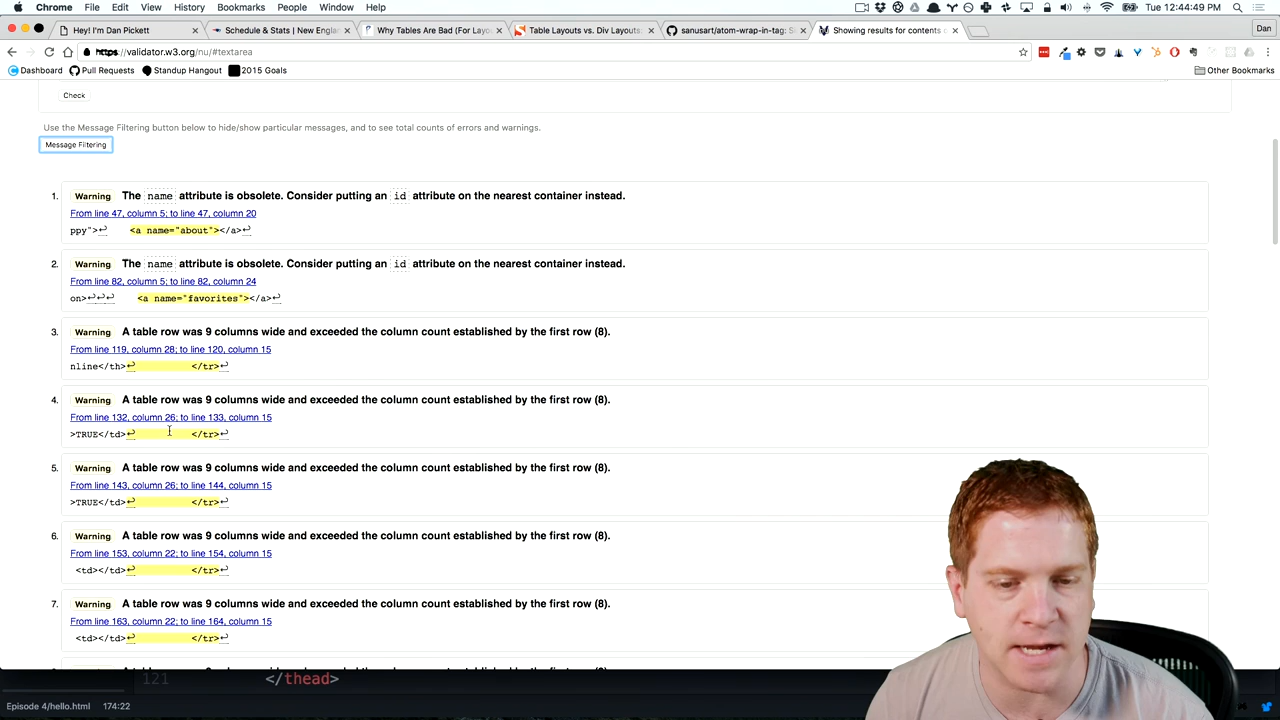 Chrome File Edit View History Bookmarks People Window Help Tue 12:44:49 PM
Hey! I'm Dan Pickett Schedule & Stats | New Engla Why Tables Are Bad (For Layou Table Layouts vs. Div Layouts sanusart/atom-wrap-in-tag: S Showing results for contents o Dan
https://validator.w3.org/nu/#textarea
Dashboard Pull Requests Standup Hangout 2015 Goals Other Bookmarks
Check
Use the Message Filtering button below to hide/show particular messages, and to see total counts of errors and warnings.
Message Filtering
1. Warning The name attribute is obsolete. Consider putting an id attribute on the nearest container instead.
From line 47, column 5; to line 47, column 20
ppy">↩    <a name="about"></a>↩
2. Warning The name attribute is obsolete. Consider putting an id attribute on the nearest container instead.
From line 82, column 5; to line 82, column 24
on>↩↩↩    <a name="favorites"></a>↩
3. Warning A table row was 9 columns wide and exceeded the column count established by the first row (8).
From line 119, column 28; to line 120, column 15
nline</th>↩          </tr>↩
4. Warning A table row was 9 columns wide and exceeded the column count established by the first row (8).
From line 132, column 26; to line 133, column 15
>TRUE</td>↩          </tr>↩
5. Warning A table row was 9 columns wide and exceeded the column count established by the first row (8).
From line 143, column 26; to line 144, column 15
>TRUE</td>↩          </tr>↩
6. Warning A table row was 9 columns wide and exceeded the column count established by the first row (8).
From line 153, column 22; to line 154, column 15
<td></td>↩          </tr>↩
7. Warning A table row was 9 columns wide and exceeded the column count established by the first row (8).
From line 163, column 22; to line 164, column 15
<td></td>↩          </tr>↩
121 </thead>
Episode 4/hello.html 174:22